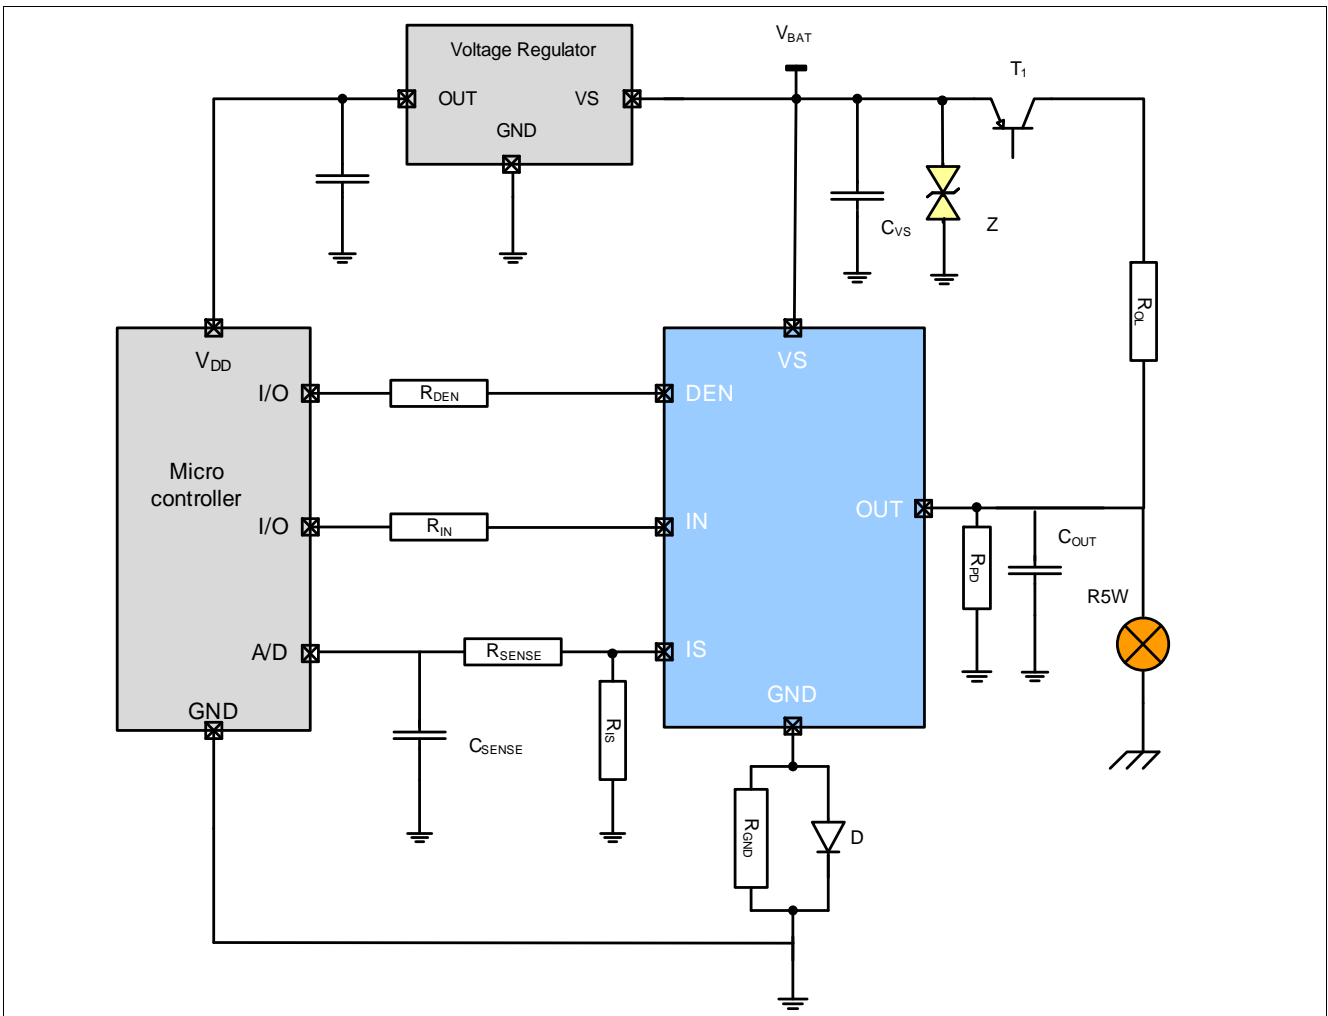 Voltage Regulator
OUT
VS
GND
VBAT
T1
CVS
Z
ROL
VDD
I/O
RDEN
DEN
VS
Micro
controller
I/O
RIN
IN
OUT
RPD
COUT
R5W
A/D
RSENSE
IS
GND
GND
CSENSE
RIS
RGND
D